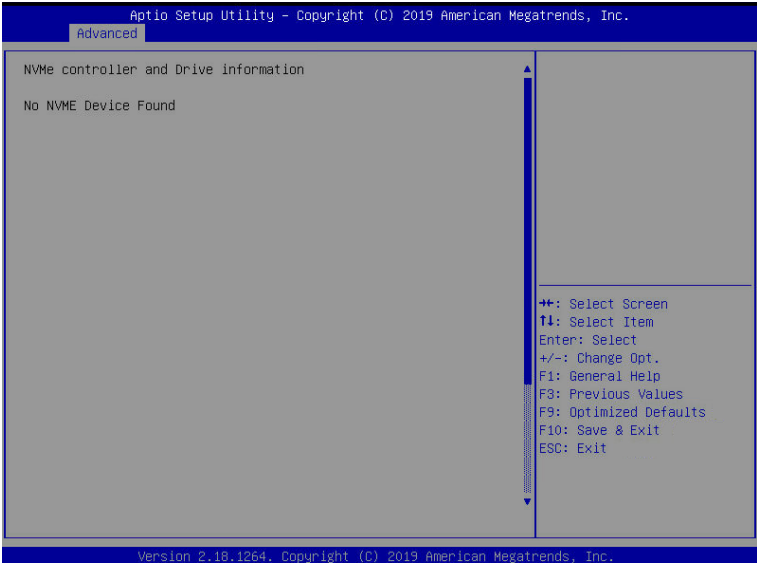 Aptio Setup Utility – Copyright (C) 2019 American Megatrends, Inc.
Advanced
NVMe controller and Drive information
No NVME Device Found
→←: Select Screen
↑↓: Select Item
Enter: Select
+/-: Change Opt.
F1: General Help
F3: Previous Values
F9: Optimized Defaults
F10: Save & Exit
ESC: Exit
Version 2.18.1264. Copyright (C) 2019 American Megatrends, Inc.